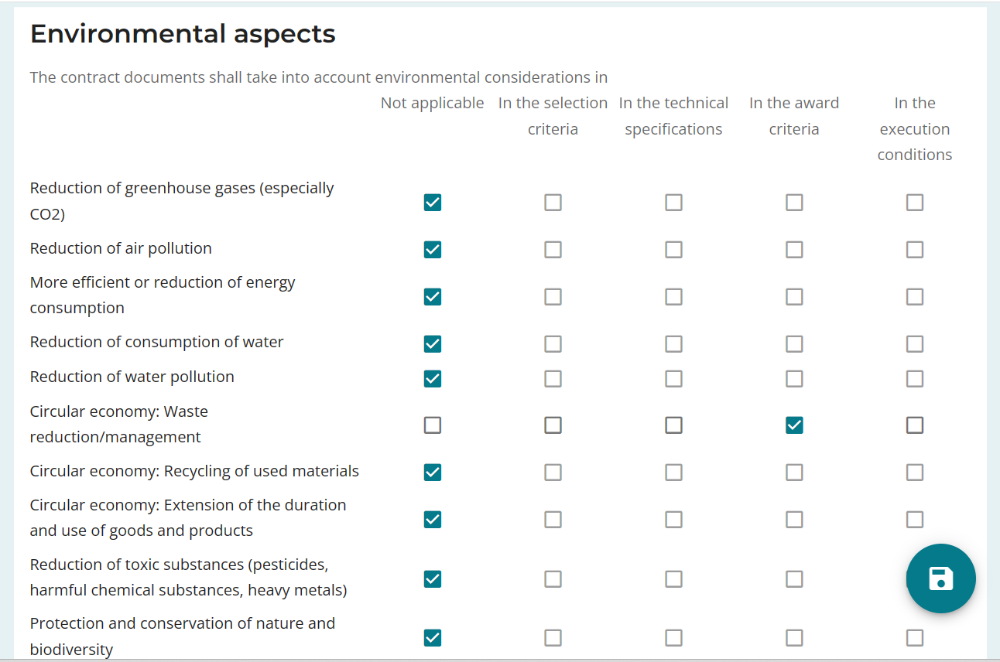 Environmental aspects
The contract documents shall take into account environmental considerations in
Not applicable In the selection In the technical In the award In the
criteria specifications criteria execution
conditions
Reduction of greenhouse gases (especially
CO2)
Reduction of air pollution
More efficient or reduction of energy
consumption
Reduction of consumption of water
Reduction of water pollution
Circular economy: Waste
reduction/management
Circular economy: Recycling of used materials
Circular economy: Extension of the duration
and use of goods and products
Reduction of toxic substances (pesticides,
harmful chemical substances, heavy metals)
Protection and conservation of nature and
biodiversity